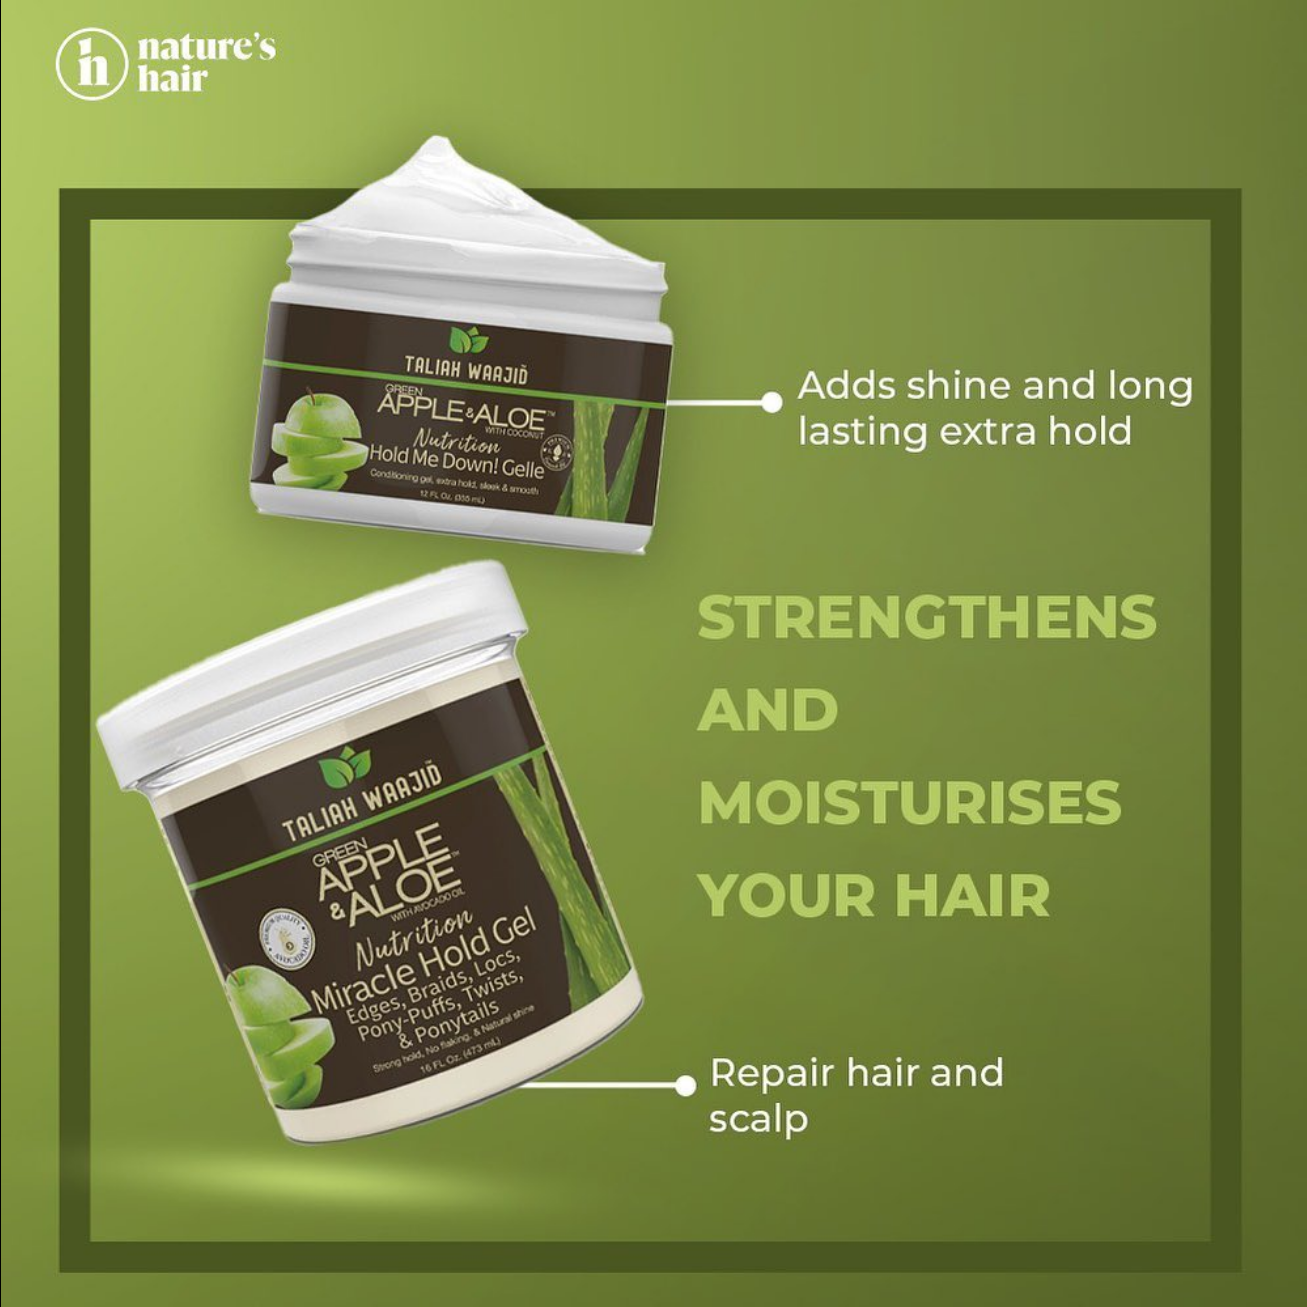 nature's
hair
TALIAH WAAJID
GREEN
APPLE & ALOE™
WITH COCONUT
Nutrition
Hold Me Down! Gelle
Conditioning gel, extra hold, sleek & smooth
12 FL Oz. (355 mL)
Adds shine and long
lasting extra hold
STRENGTHENS
AND
MOISTURISES
YOUR HAIR
TALIAH WAAJID
GREEN
APPLE
& ALOE™
WITH AVOCADO OIL
Nutrition
Miracle Hold Gel
Edges, Braids, Locs,
Pony-Puffs, Twists,
& Ponytails
Strong hold, No flaking, & Natural shine
16 FL Oz. (473 mL)
Repair hair and
scalp